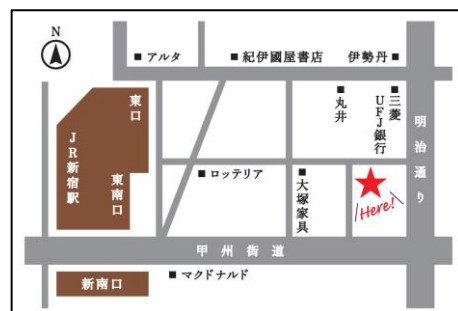 N
アルタ
紀伊國屋書店
伊勢丹
東口
丸井
三菱
UFJ銀行
明治通り
JR新宿駅
東南口
ロッテリア
大塚家具
Here!
甲州街道
新南口
マクドナルド